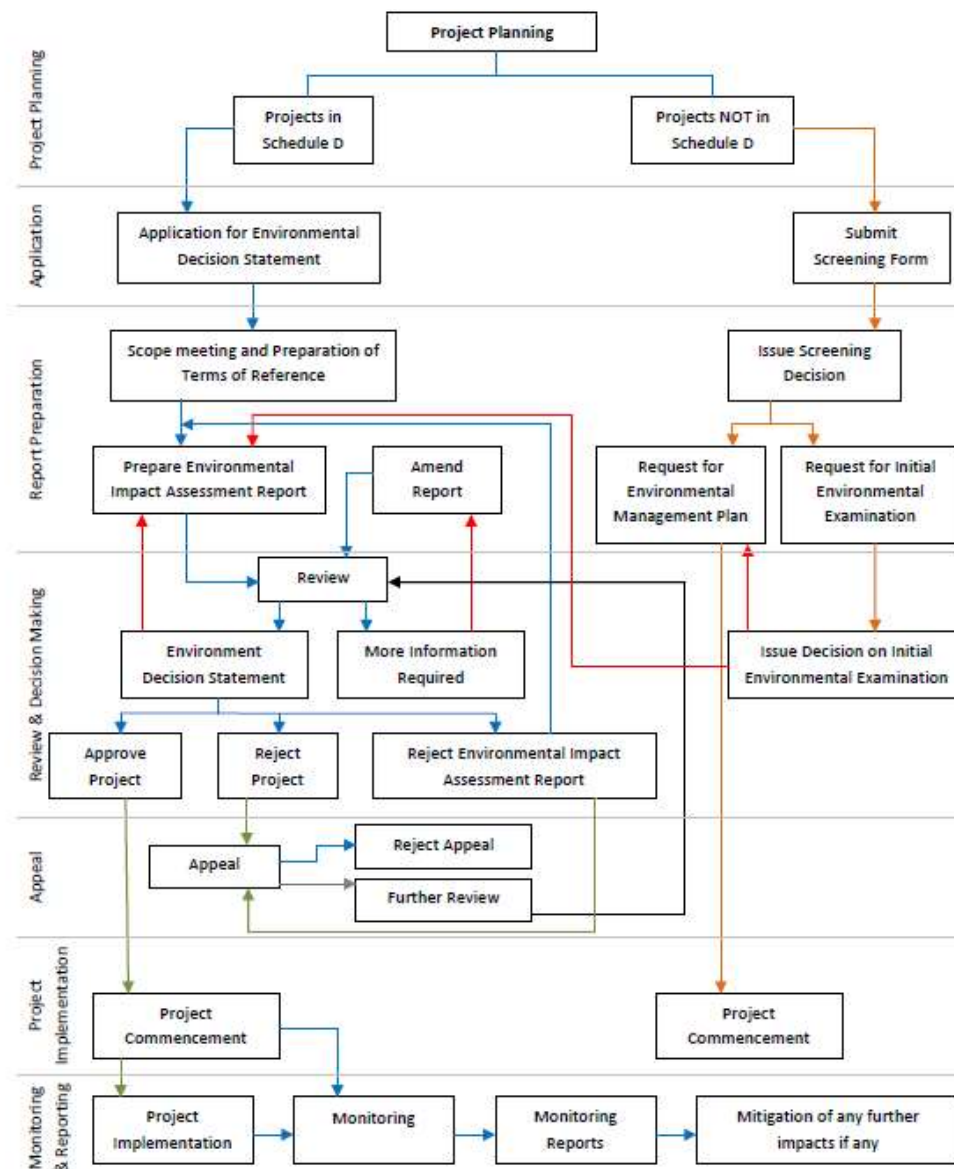 Project Planning
Project Planning
Projects in
Schedule D
Projects NOT in
Schedule D
Application
Application for Environmental
Decision Statement
Submit
Screening Form
Report Preparation
Scope meeting and Preparation of
Terms of Reference
Issue Screening
Decision
Prepare Environmental
Impact Assessment Report
Amend
Report
Request for
Environmental
Management Plan
Request for Initial
Environmental
Examination
Review & Decision Making
Review
Environment
Decision Statement
More Information
Required
Issue Decision on Initial
Environmental Examination
Approve
Project
Reject
Project
Reject Environmental Impact
Assessment Report
Appeal
Appeal
Reject Appeal
Further Review
Project
Implementation
Project
Commencement
Project
Commencement
Monitoring
& Reporting
Project
Implementation
Monitoring
Monitoring
Reports
Mitigation of any further
impacts if any